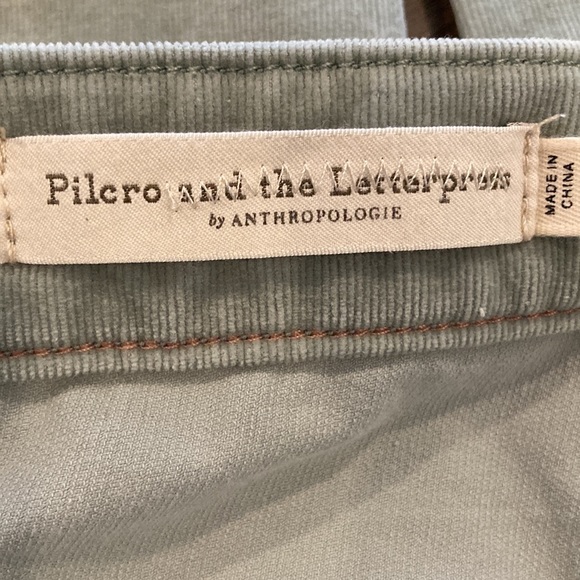 Pilcro and the Letterpress
by ANTHROPOLOGIE
MADE IN
CHINA